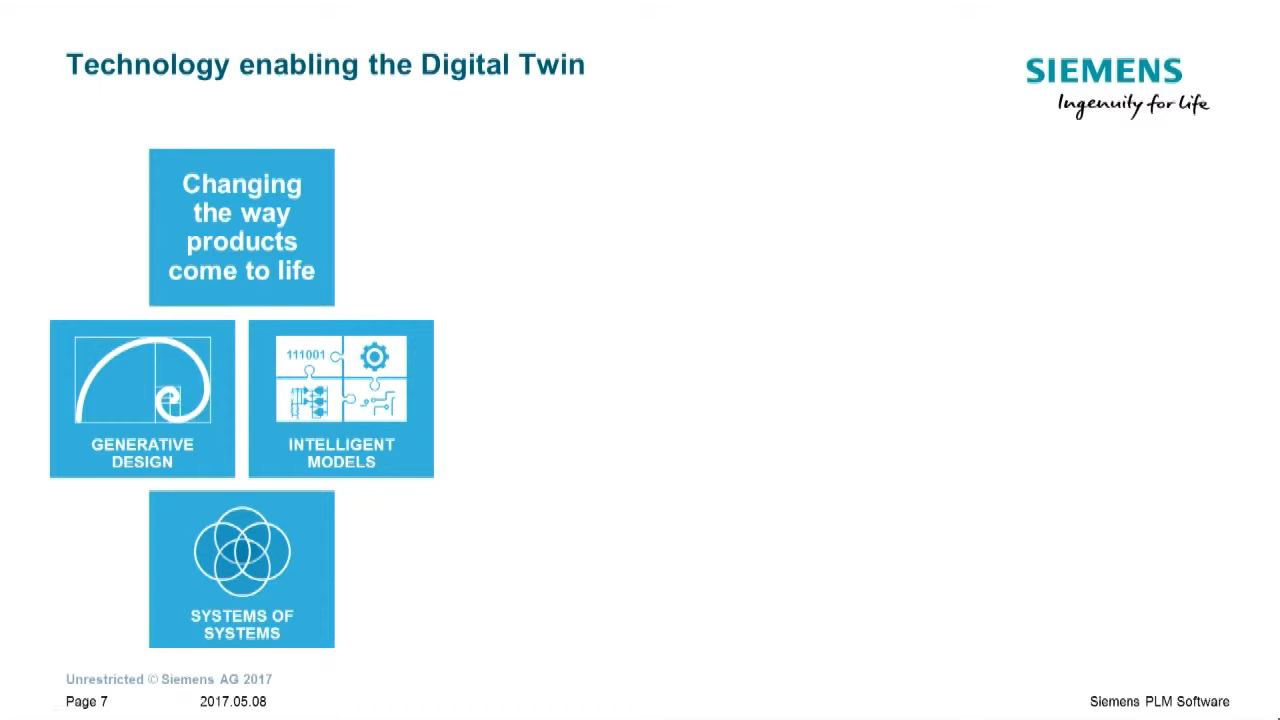 Technology enabling the Digital Twin
SIEMENS
Ingenuity for life
Changing
the way
products
come to life
111001
GENERATIVE
DESIGN
INTELLIGENT
MODELS
SYSTEMS OF
SYSTEMS
Unrestricted © Siemens AG 2017
Page 7
2017.05.08
Siemens PLM Software